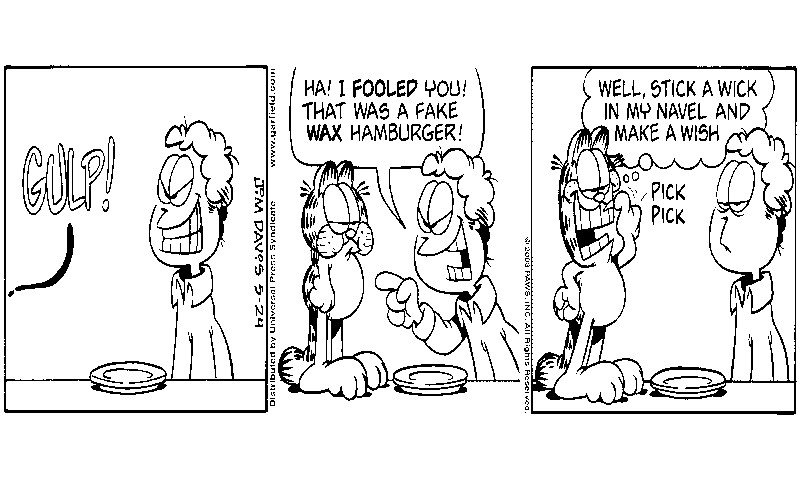 GULP!
JIM DAVIS 5-24
www.garfield.com
Distributed by Universal Press Syndicate
HA! I FOOLED YOU!
THAT WAS A FAKE
WAX HAMBURGER!
© 2003 PAWS, INC. All Rights Reserved.
WELL, STICK A WICK
IN MY NAVEL AND
MAKE A WISH
PICK
PICK